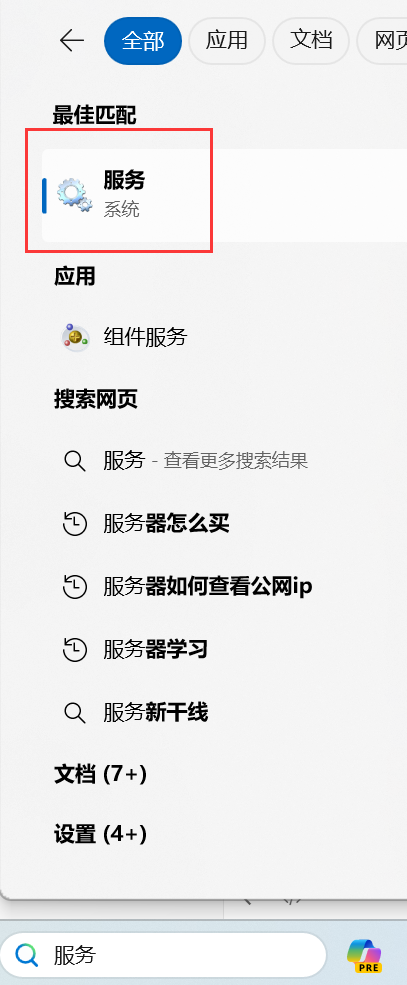 全部 应用 文档 网页
最佳匹配
服务
系统
应用
组件服务
搜索网页
服务 - 查看更多搜索结果
服务器怎么买
服务器如何查看公网ip
服务器学习
服务新干线
文档 (7+)
设置 (4+)
服务
PRE